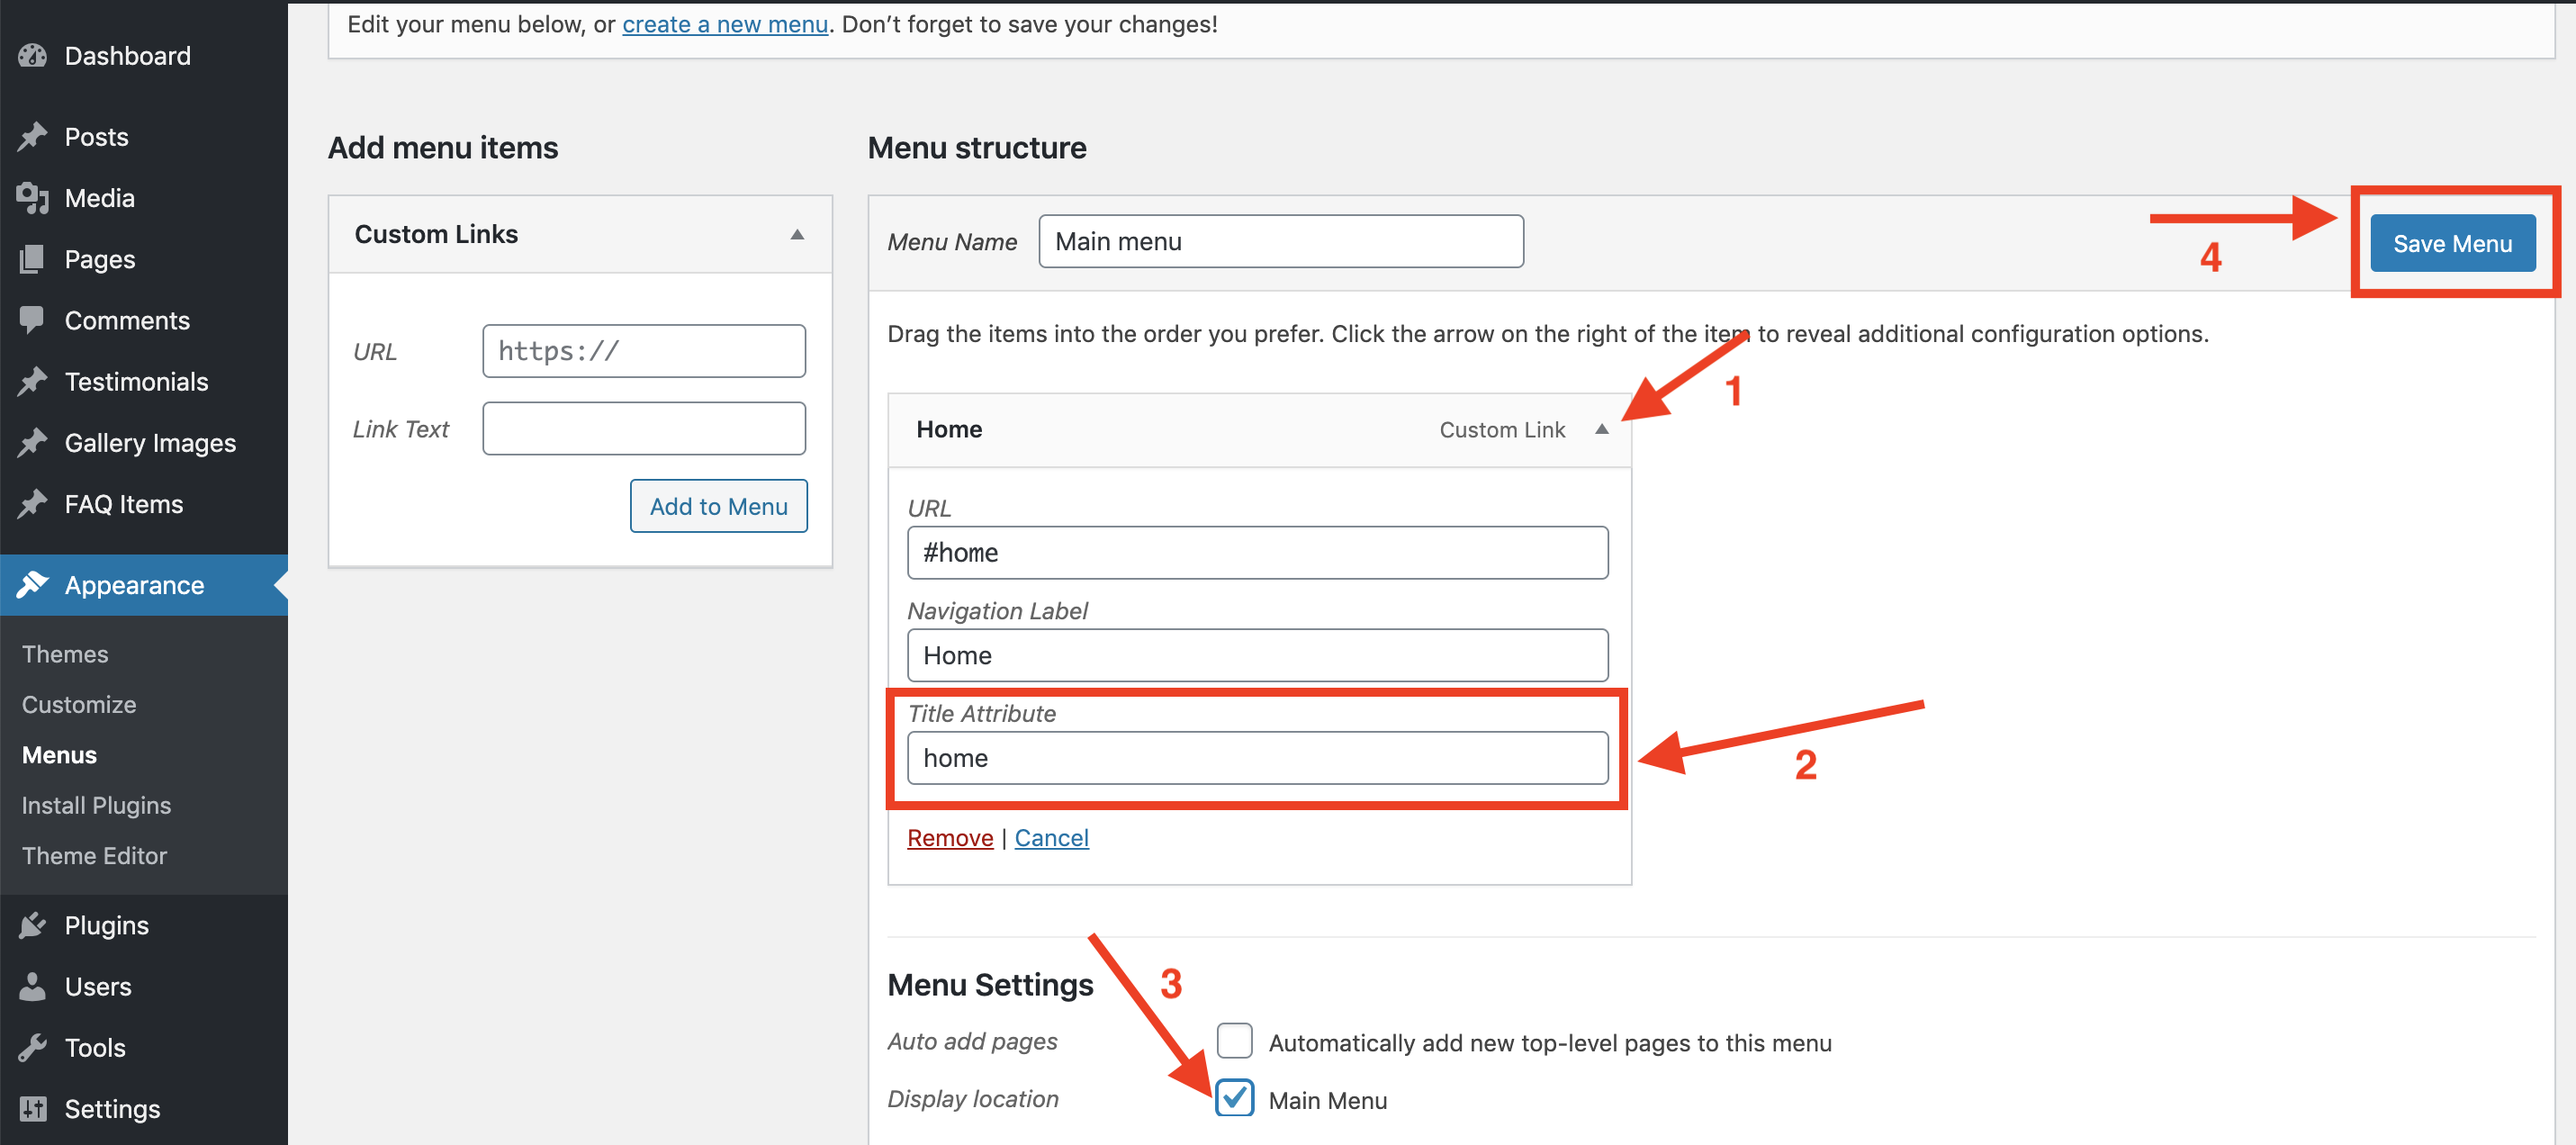 Edit your menu below, or create a new menu. Don’t forget to save your changes!
Dashboard
Posts
Media
Pages
Comments
Testimonials
Gallery Images
FAQ Items
Appearance
Themes
Customize
Menus
Install Plugins
Theme Editor
Plugins
Users
Tools
Settings
Add menu items
Custom Links
URL https://
Link Text
Add to Menu
Menu structure
Menu Name Main menu
4
Save Menu
Drag the items into the order you prefer. Click the arrow on the right of the item to reveal additional configuration options.
1
Home Custom Link
URL
#home
Navigation Label
Home
Title Attribute
home
2
Remove | Cancel
3
Menu Settings
Auto add pages Automatically add new top-level pages to this menu
Display location Main Menu